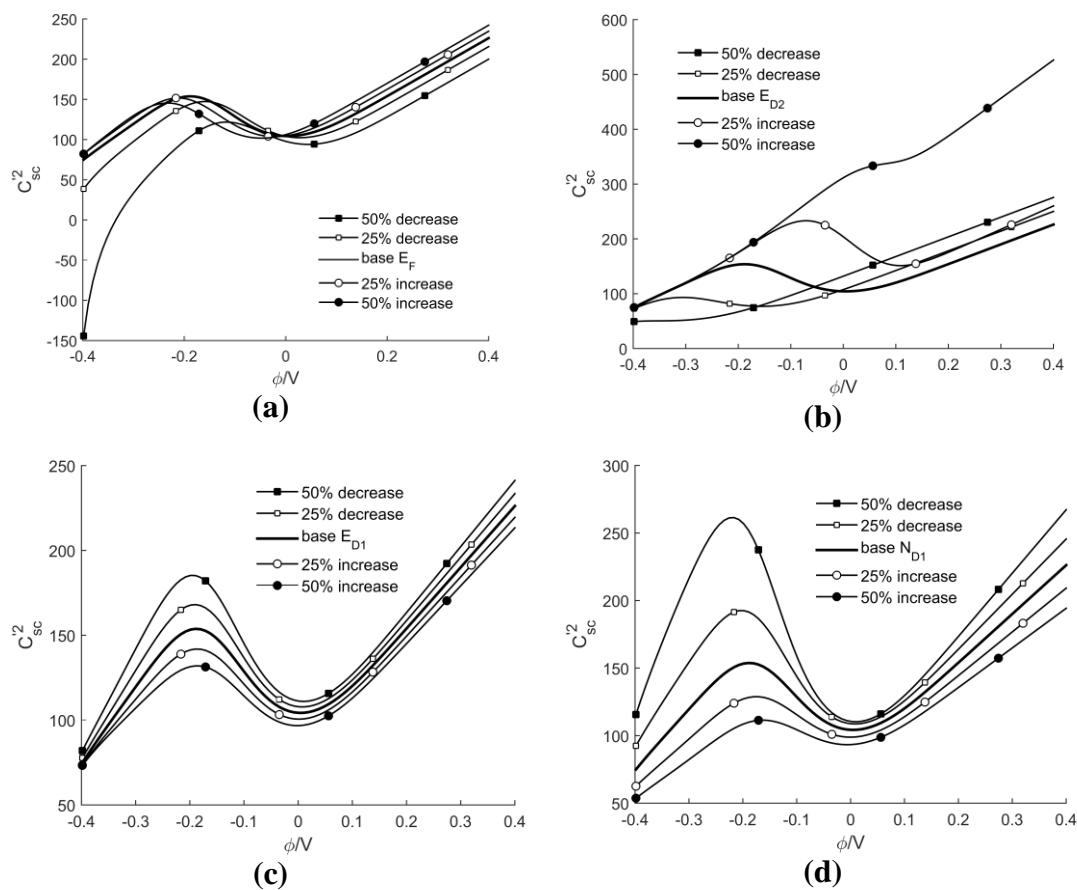 250
200
150
100
50
0
-50
-100
-150
C'²sc
50% decrease
25% decrease
base E_F
25% increase
50% increase
-0.4 -0.2 0 0.2 0.4
ϕ/V
(a)
600
500
400
300
200
100
0
C'²sc
50% decrease
25% decrease
base E_D2
25% increase
50% increase
-0.4 -0.3 -0.2 -0.1 0 0.1 0.2 0.3 0.4
ϕ/V
(b)
250
200
150
100
50
C'²sc
50% decrease
25% decrease
base E_D1
25% increase
50% increase
-0.4 -0.3 -0.2 -0.1 0 0.1 0.2 0.3 0.4
ϕ/V
(c)
300
250
200
150
100
50
C'²sc
50% decrease
25% decrease
base N_D1
25% increase
50% increase
-0.4 -0.3 -0.2 -0.1 0 0.1 0.2 0.3 0.4
ϕ/V
(d)